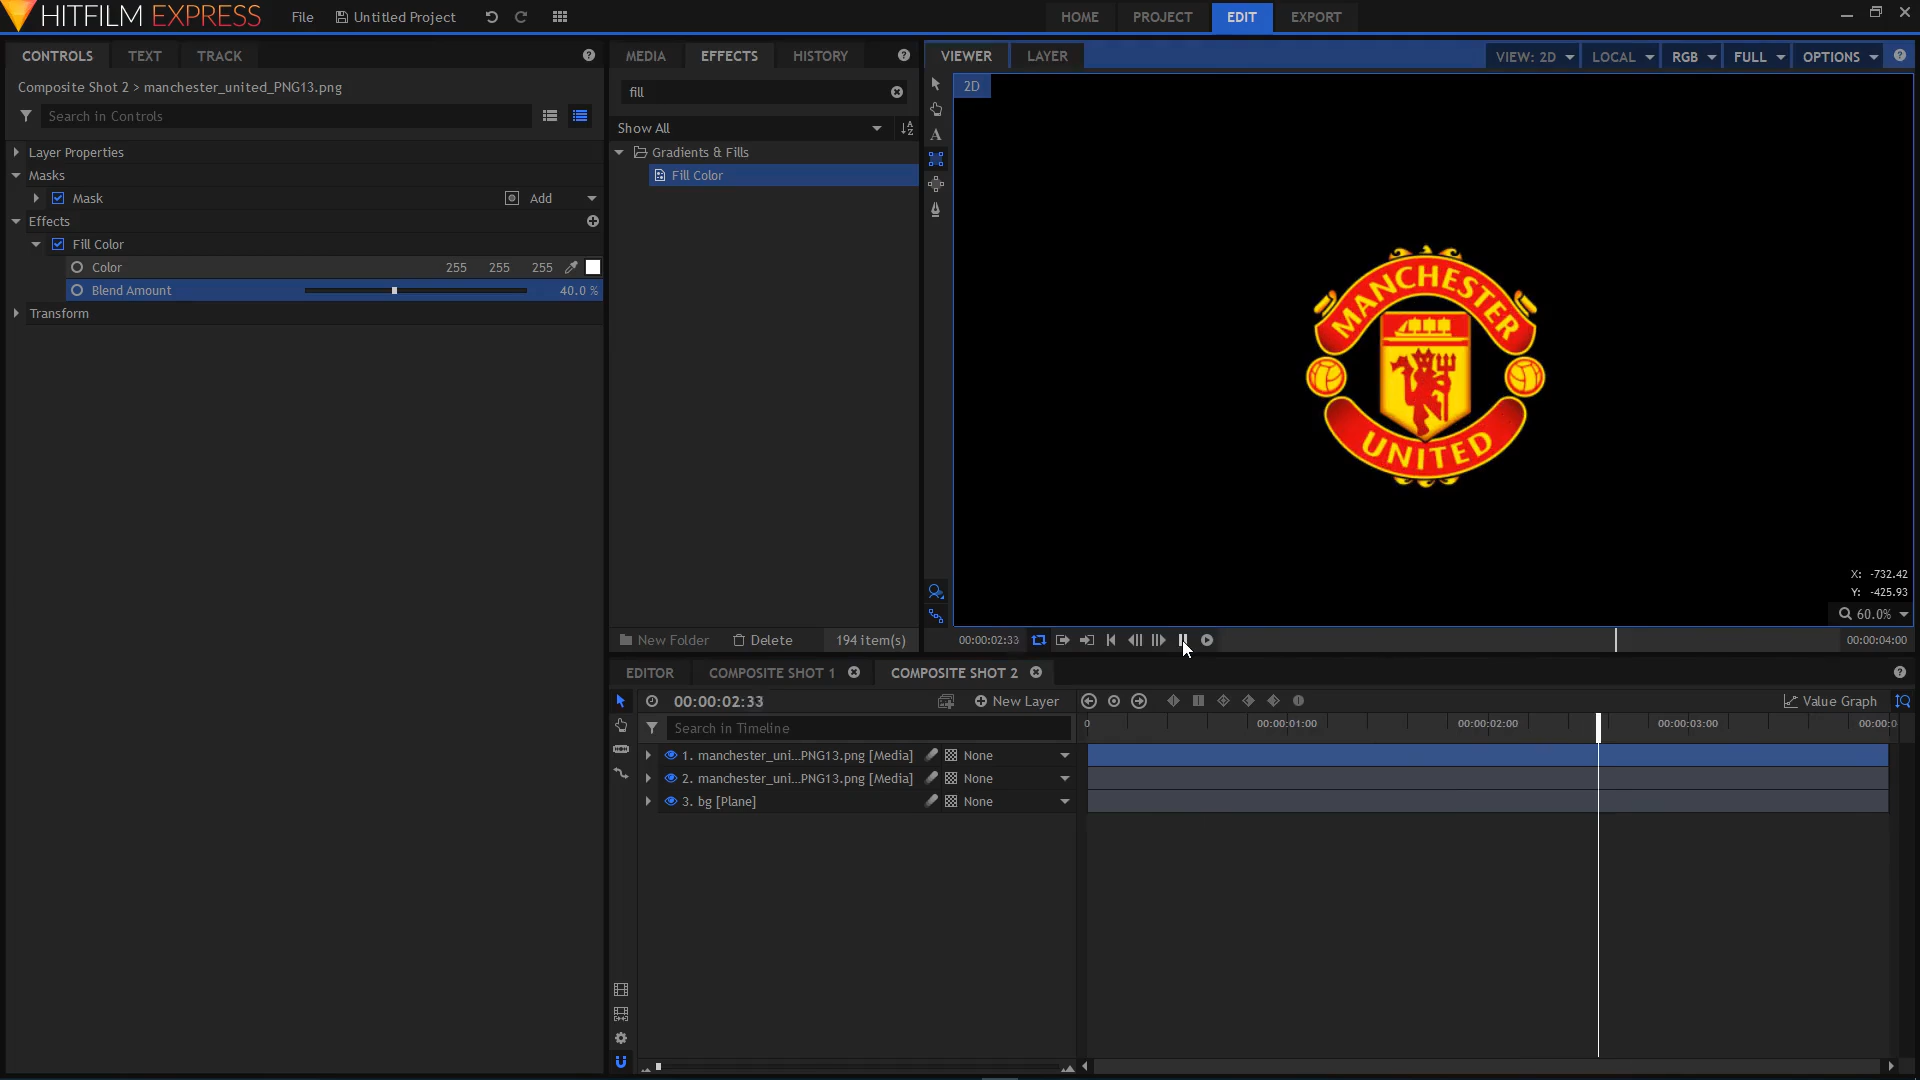 HITFILM EXPRESS
File
Untitled Project
HOME
PROJECT
EDIT
EXPORT
CONTROLS
TEXT
TRACK
Composite Shot 2 > manchester_united_PNG13.png
Search in Controls
Layer Properties
Masks
Mask
Add
Effects
Fill Color
Color
255 255 255
Blend Amount
40.0 %
Transform
MEDIA
EFFECTS
HISTORY
fill
Show All
Gradients & Fills
Fill Color
New Folder
Delete
194 item(s)
VIEWER
LAYER
VIEW: 2D
LOCAL
RGB
FULL
OPTIONS
2D
A
MANCHESTER
UNITED
X: -732.42
Y: -425.93
60.0%
00:00:02:33
00:00:04:00
EDITOR
COMPOSITE SHOT 1
COMPOSITE SHOT 2
00:00:02:33
New Layer
Value Graph
Search in Timeline
0
00:00:01:00
00:00:02:00
00:00:03:00
00:00:0
1. manchester_uni...PNG13.png [Media]
None
2. manchester_uni...PNG13.png [Media]
None
3. bg [Plane]
None